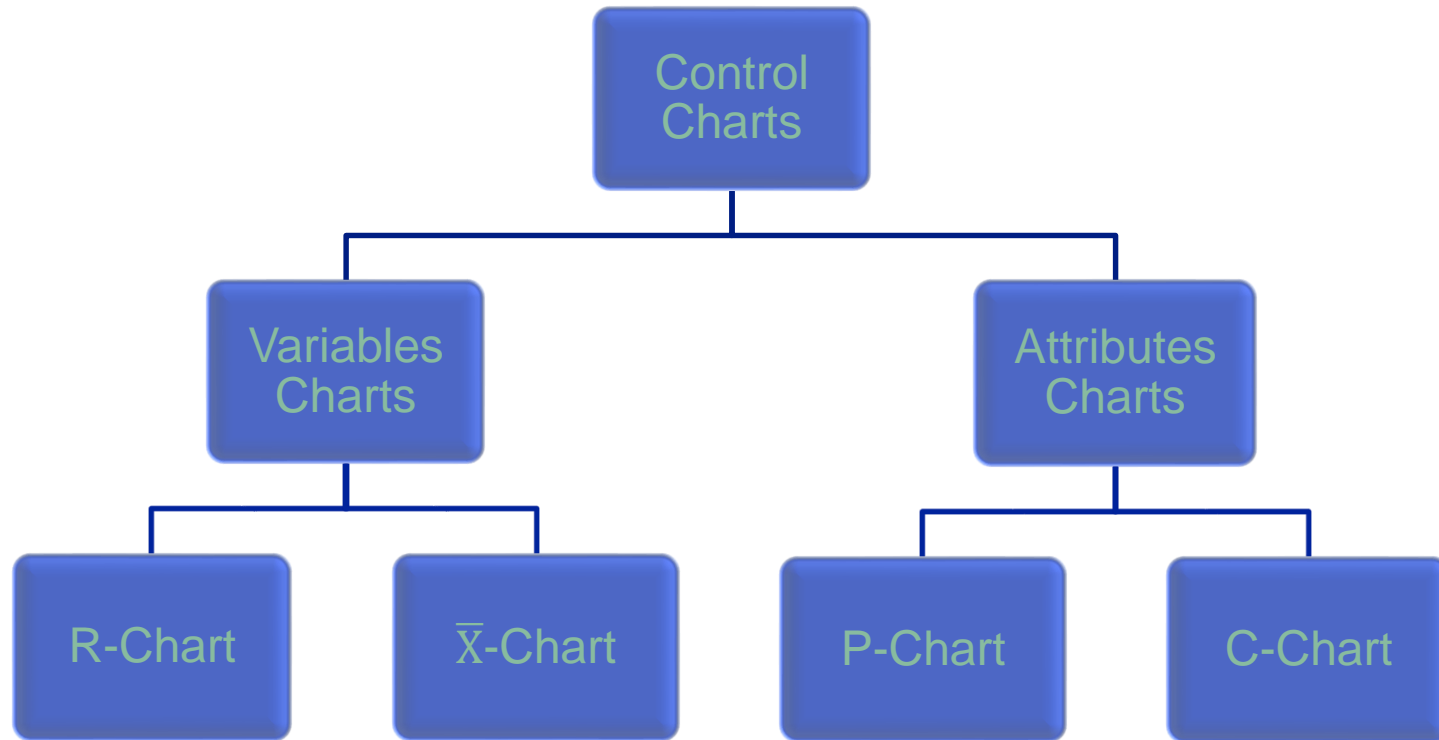 Control
Charts
Variables
Charts
Attributes
Charts
R-Chart
X̅-Chart
P-Chart
C-Chart